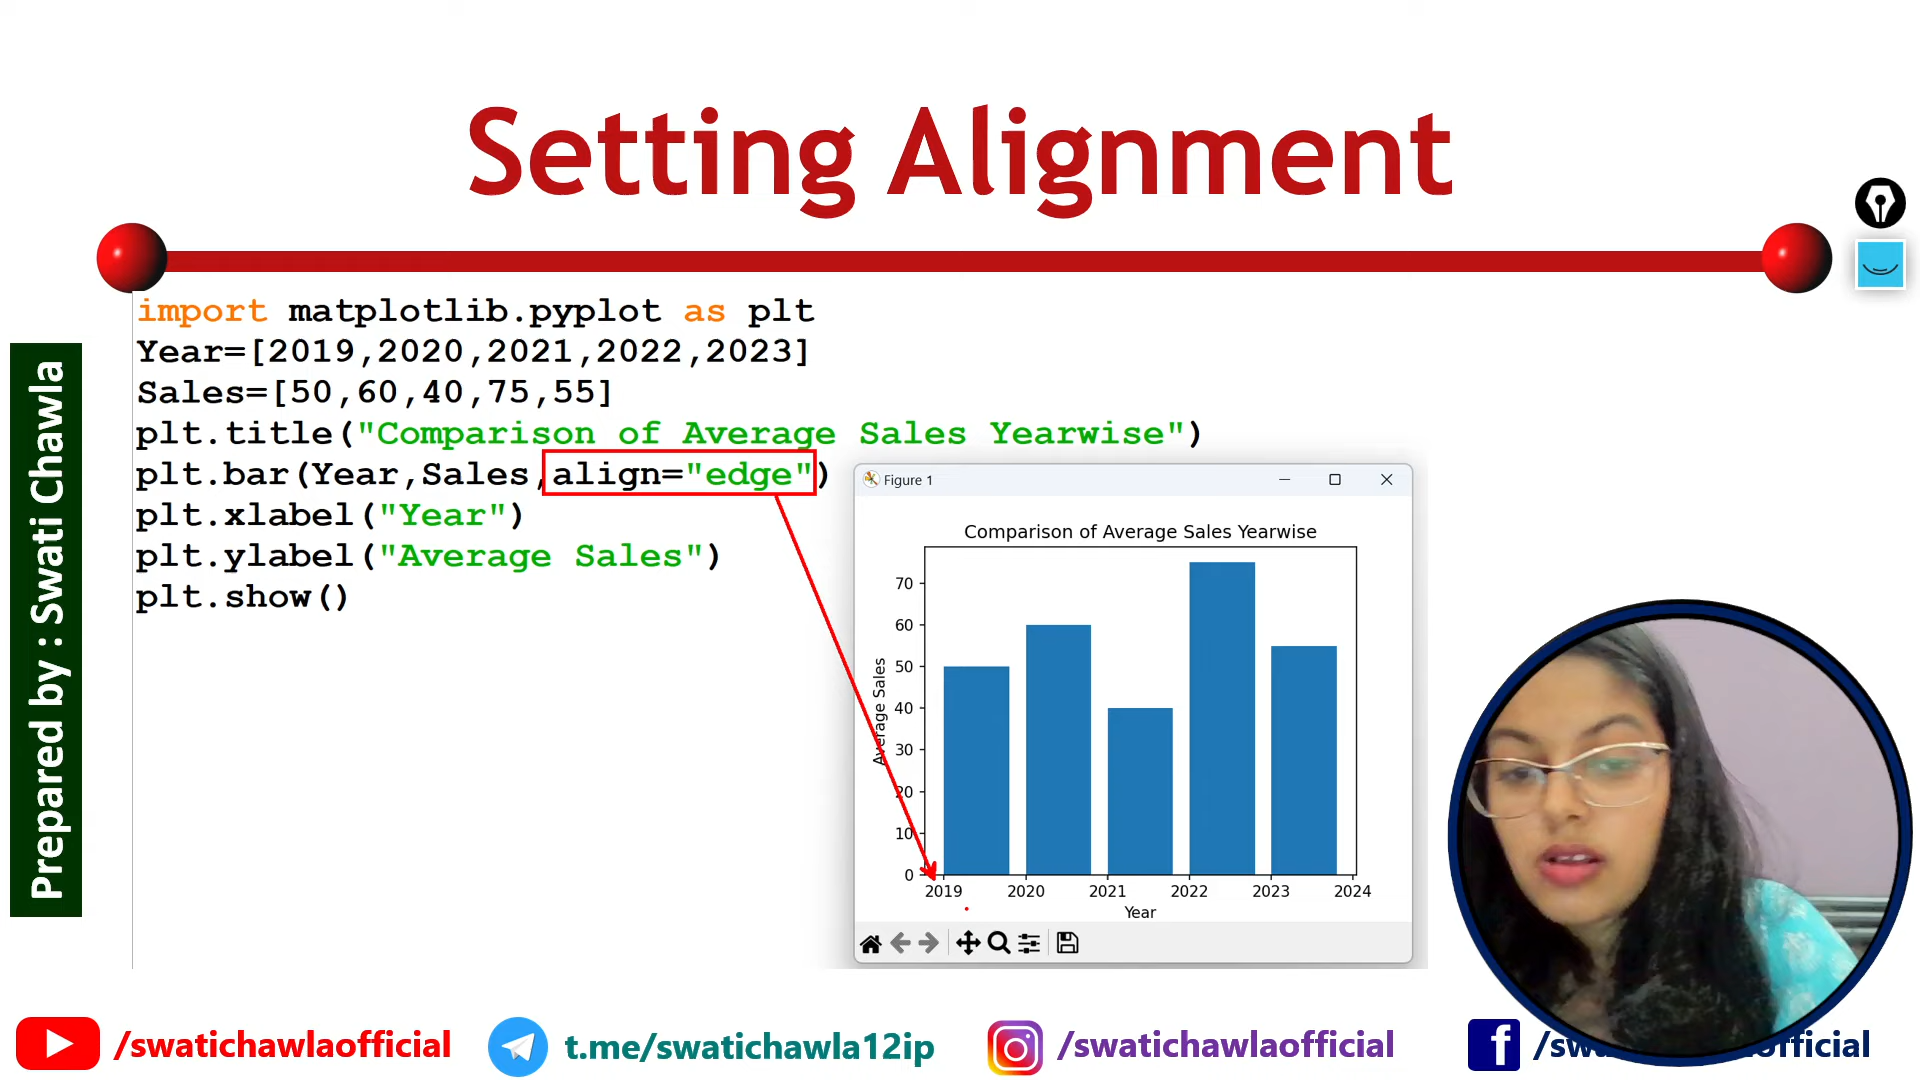 Setting Alignment
Prepared by : Swati Chawla
import matplotlib.pyplot as plt
Year=[2019,2020,2021,2022,2023]
Sales=[50,60,40,75,55]
plt.title("Comparison of Average Sales Yearwise")
plt.bar(Year,Sales,align="edge")
plt.xlabel("Year")
plt.ylabel("Average Sales")
plt.show()
Figure 1
Comparison of Average Sales Yearwise
Average Sales
70
60
50
40
30
20
10
0
2019 2020 2021 2022 2023 2024
Year
/swatichawlaofficial
t.me/swatichawla12ip
/swatichawlaofficial